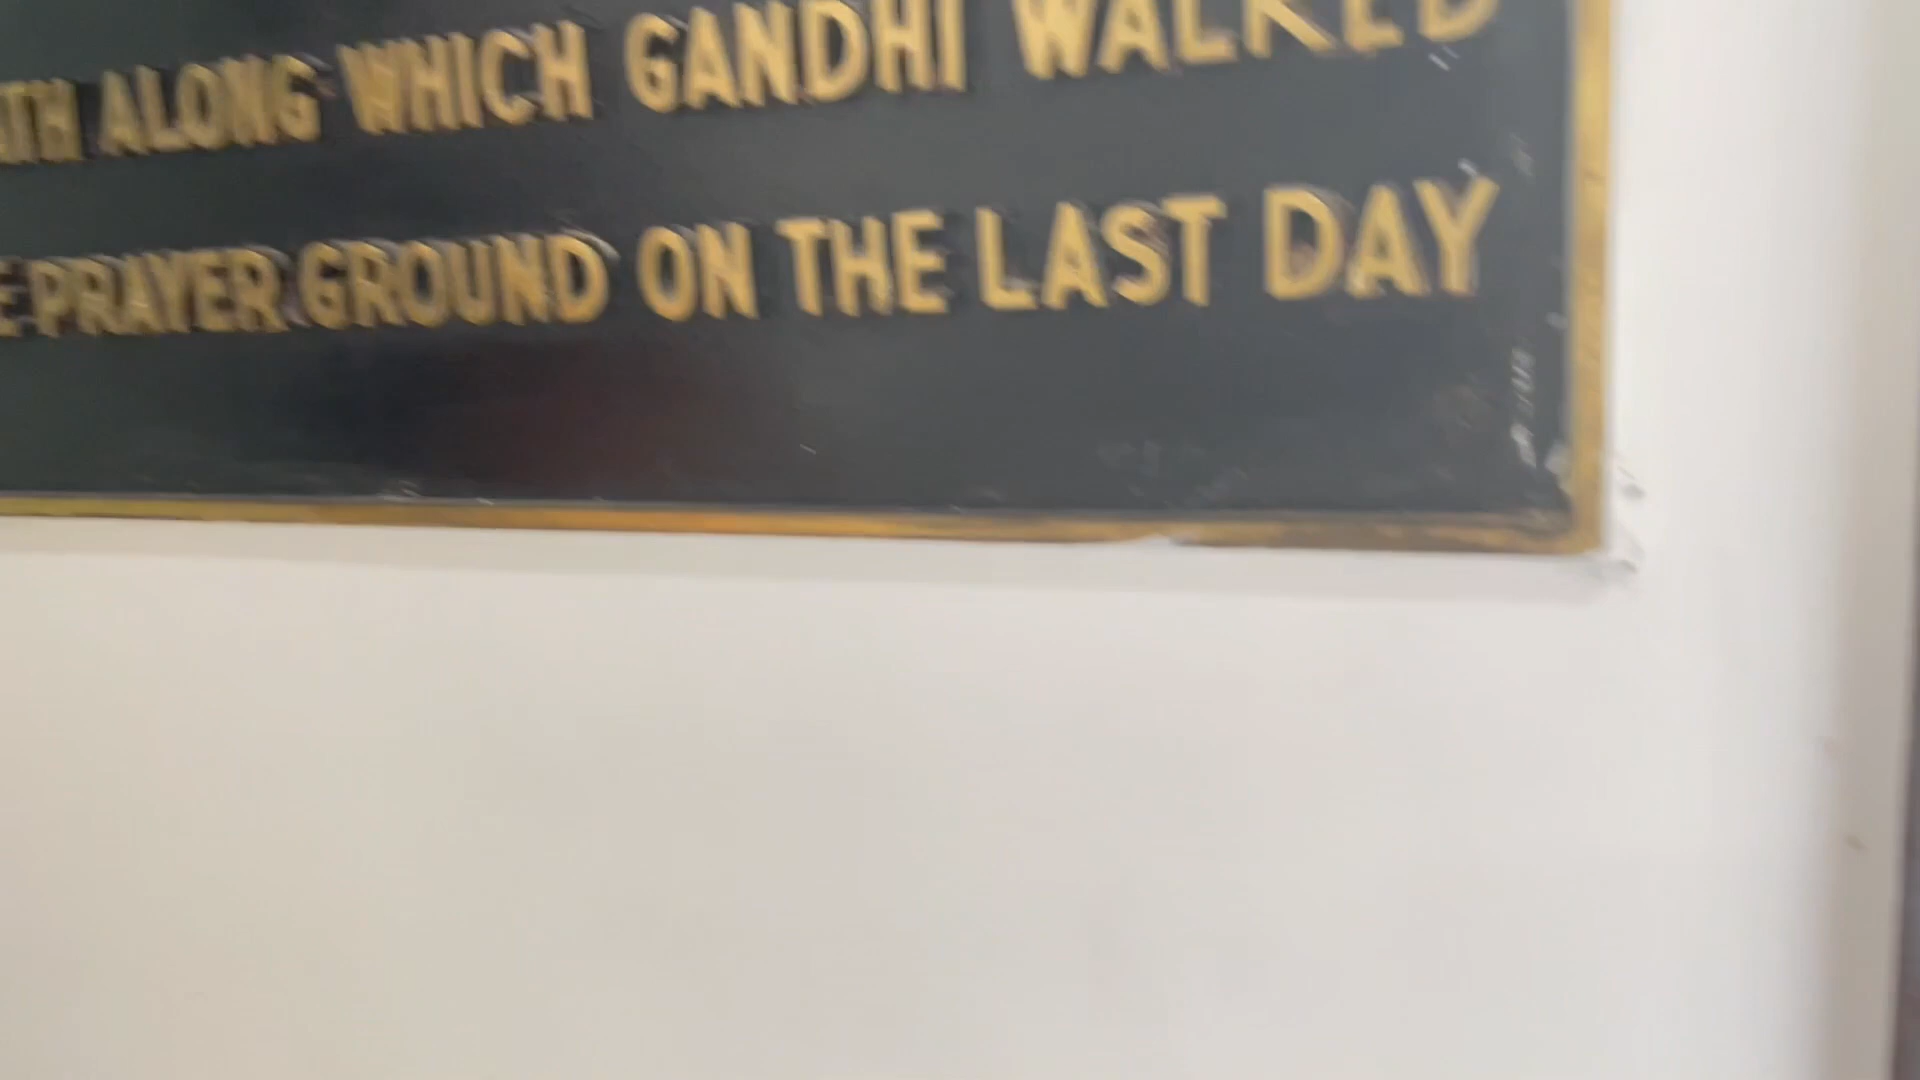 ALONG WHICH GANDHI WALKED
PRAYER GROUND ON THE LAST DAY